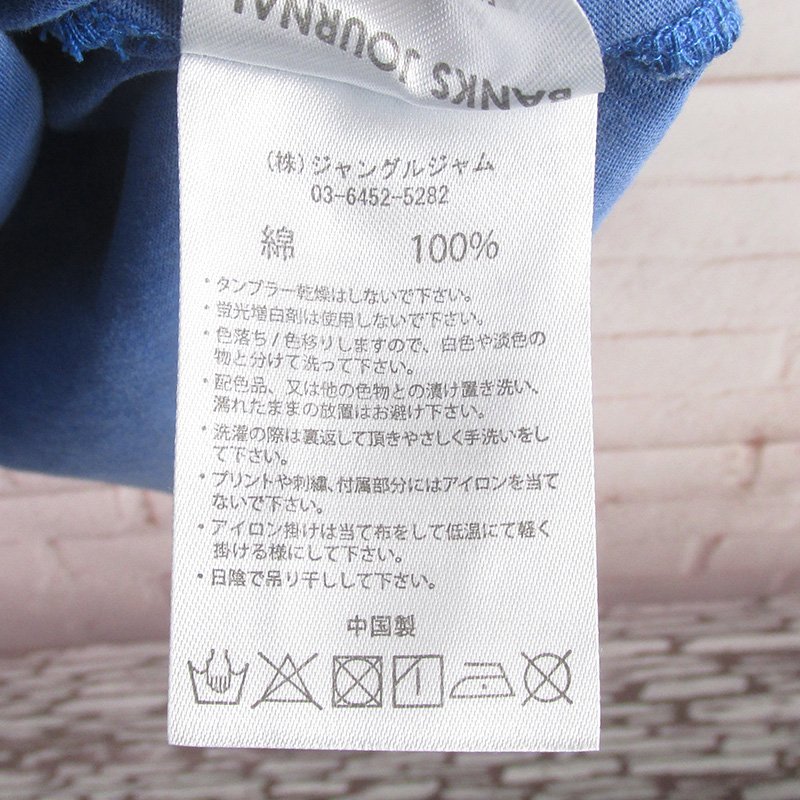 BANKS JOURNAL
(株)ジャングルジャム
03-6452-5282
綿 100%
・タンブラー乾燥はしないで下さい。
・蛍光増白剤は使用しないで下さい。
・色落ち/色移りしますので、白色や淡色の
物と分けて洗って下さい。
・配色品、又は他の色物との漬け置き洗い、
濡れたままの放置はお避け下さい。
・洗濯の際は裏返して頂きやさしく手洗いをし
て下さい。
・プリントや刺繍、付属部分にはアイロンを当て
ないで下さい。
・アイロン掛けは当て布をして低温にて軽く
掛ける様にして下さい。
・日陰で吊り干しして下さい。
中国製